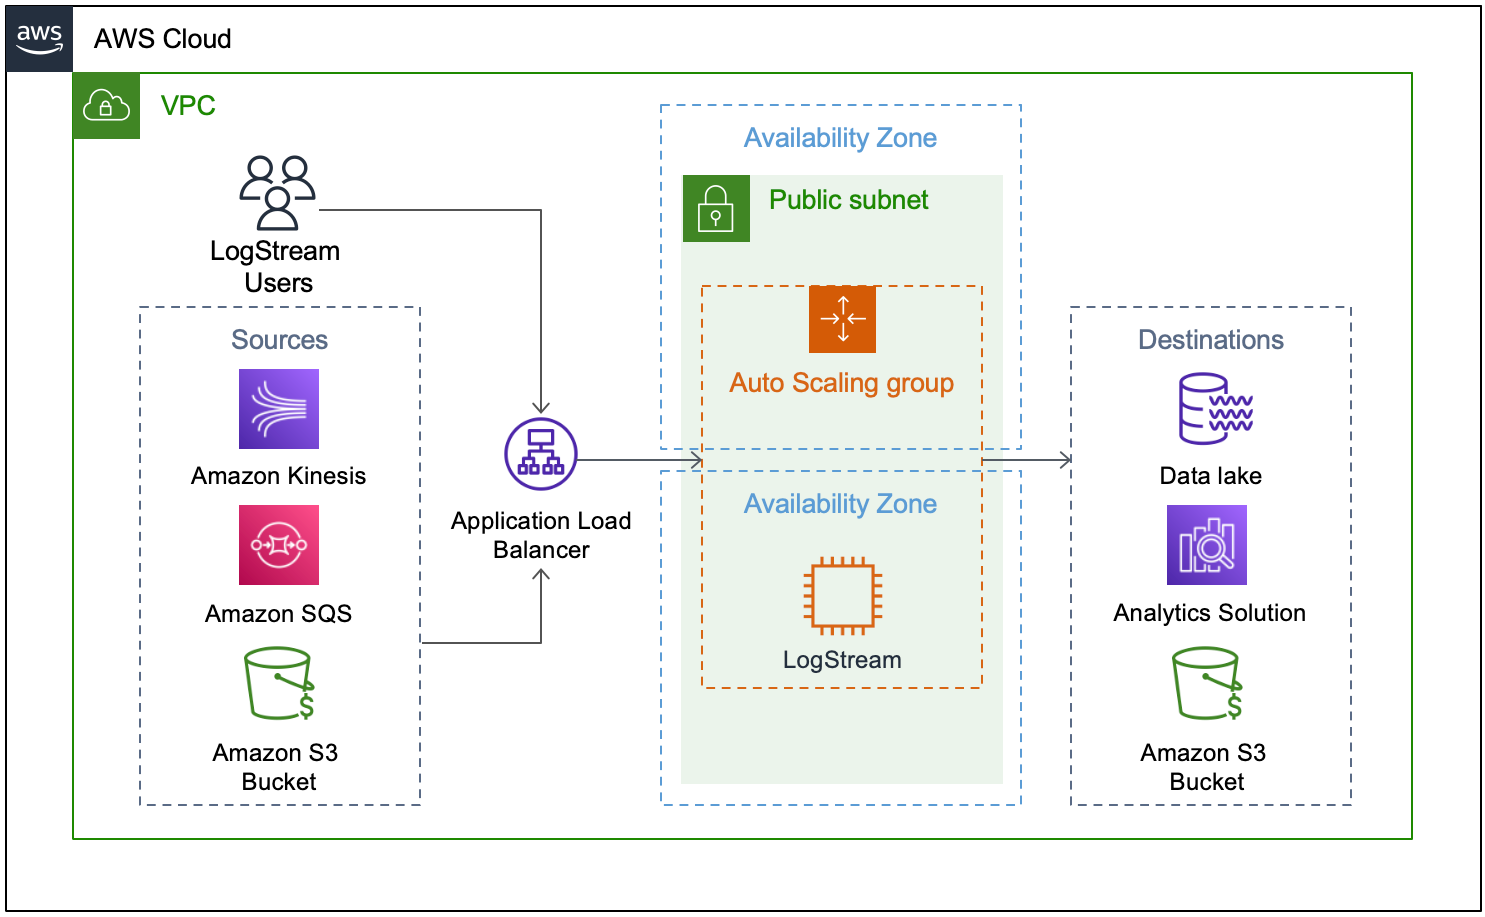 aws
AWS Cloud
VPC
LogStream
Users
Sources
Amazon Kinesis
Amazon SQS
Amazon S3
Bucket
Application Load
Balancer
Availability Zone
Public subnet
Auto Scaling group
Availability Zone
LogStream
Destinations
Data lake
Analytics Solution
Amazon S3
Bucket